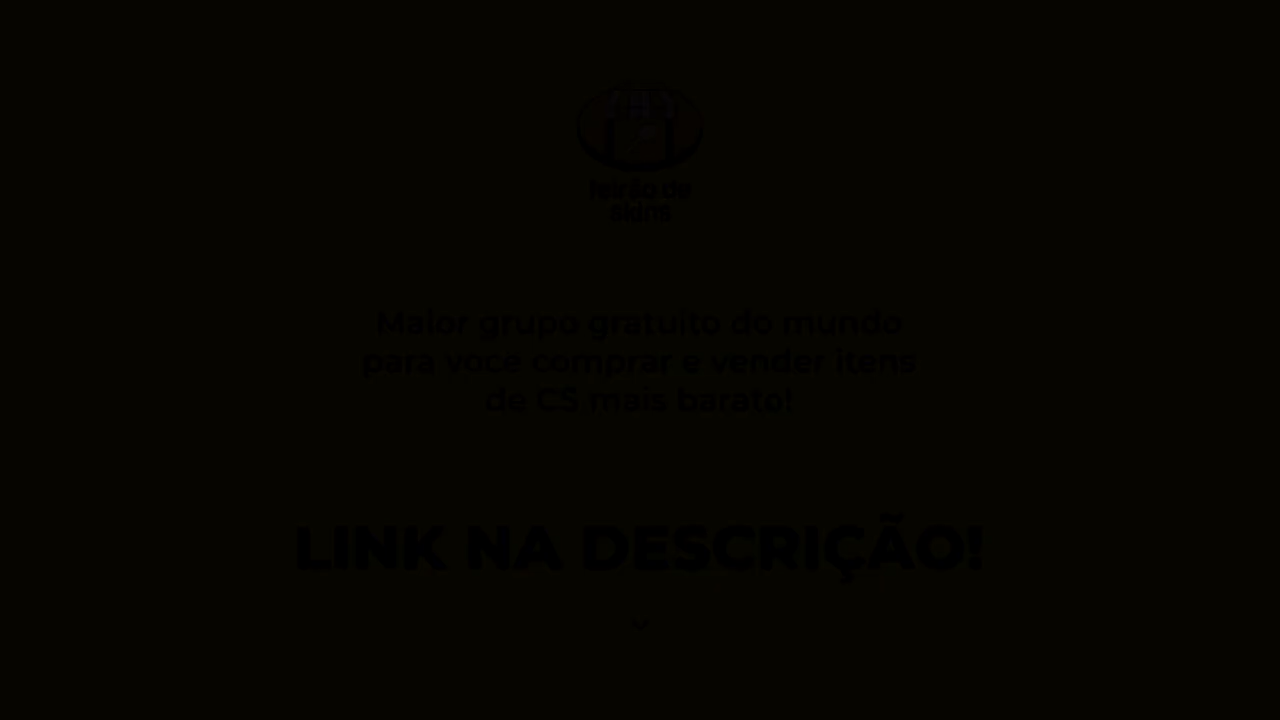 feirão de
skins
Maior grupo gratuito do mundo
para você comprar e vender itens
de CS mais barato!
LINK NA DESCRIÇÃO!